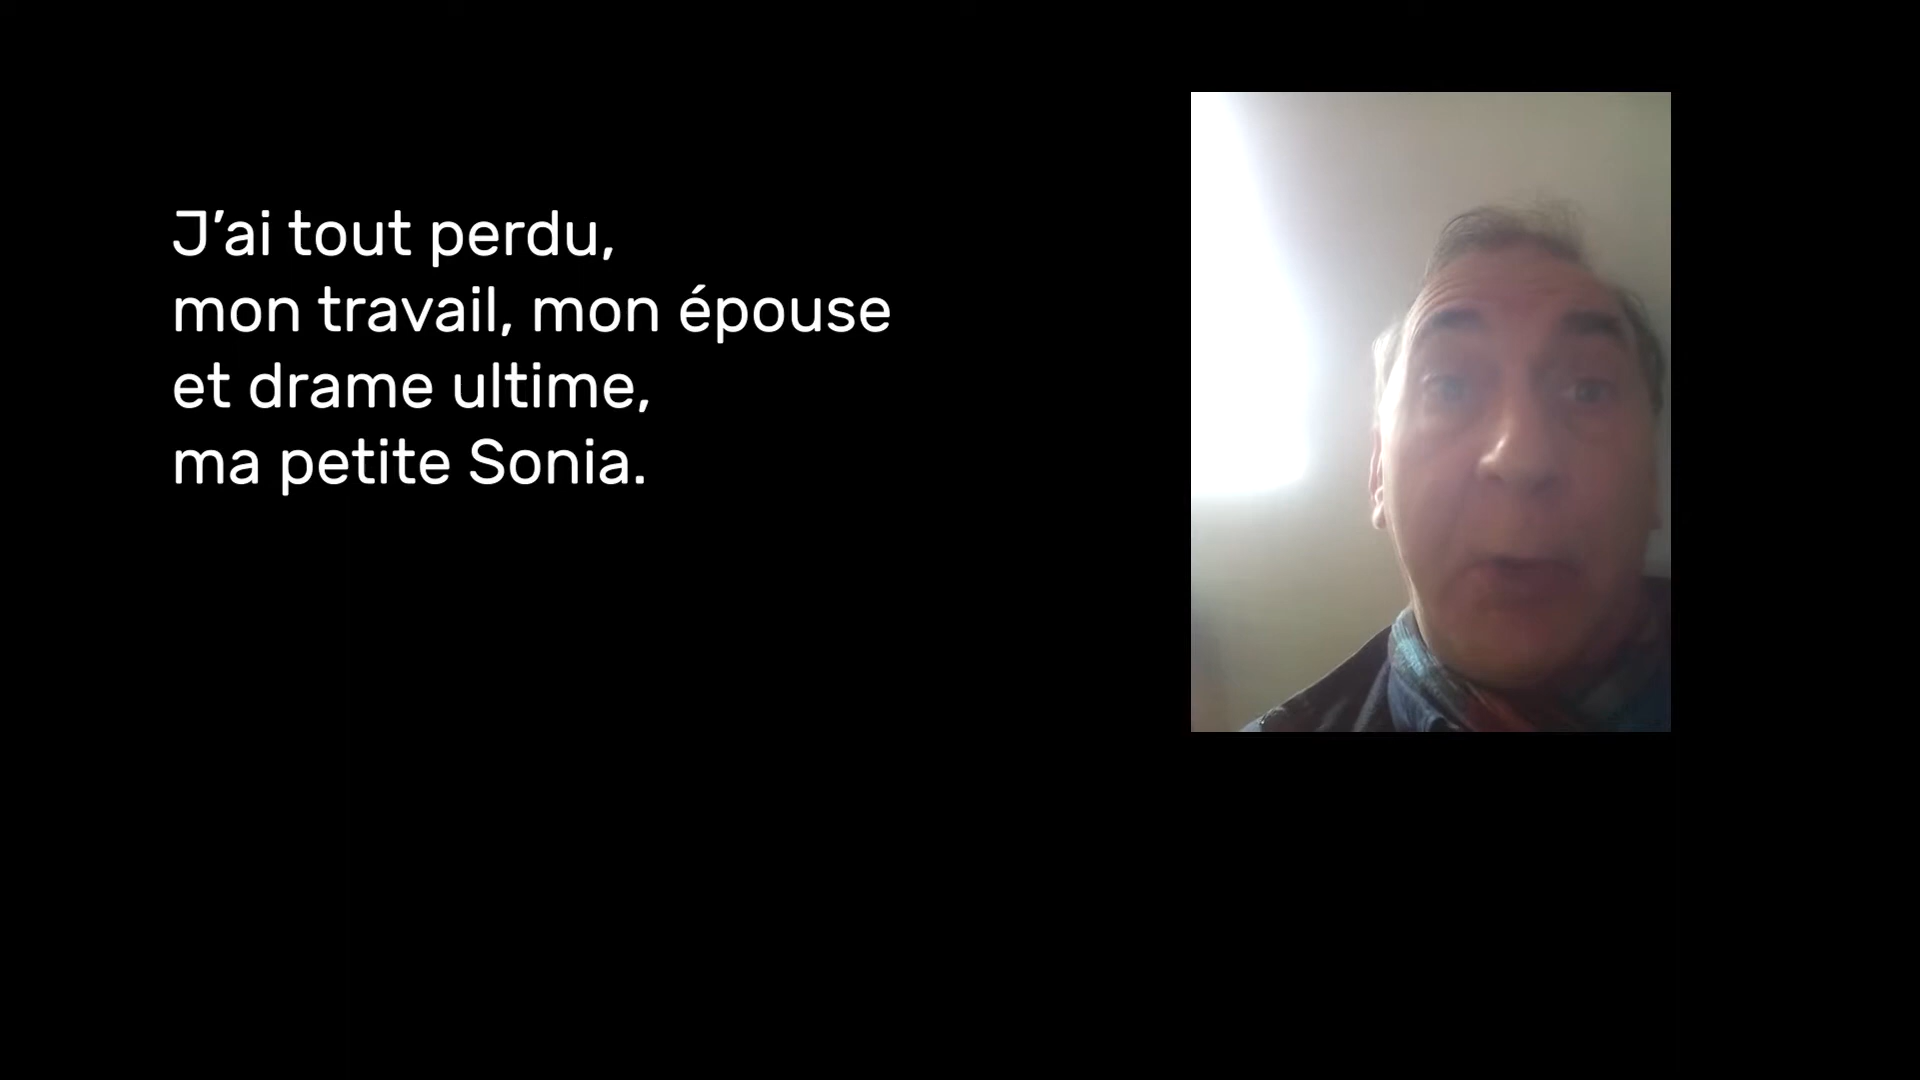 J’ai tout perdu,
mon travail, mon épouse
et drame ultime,
ma petite Sonia.